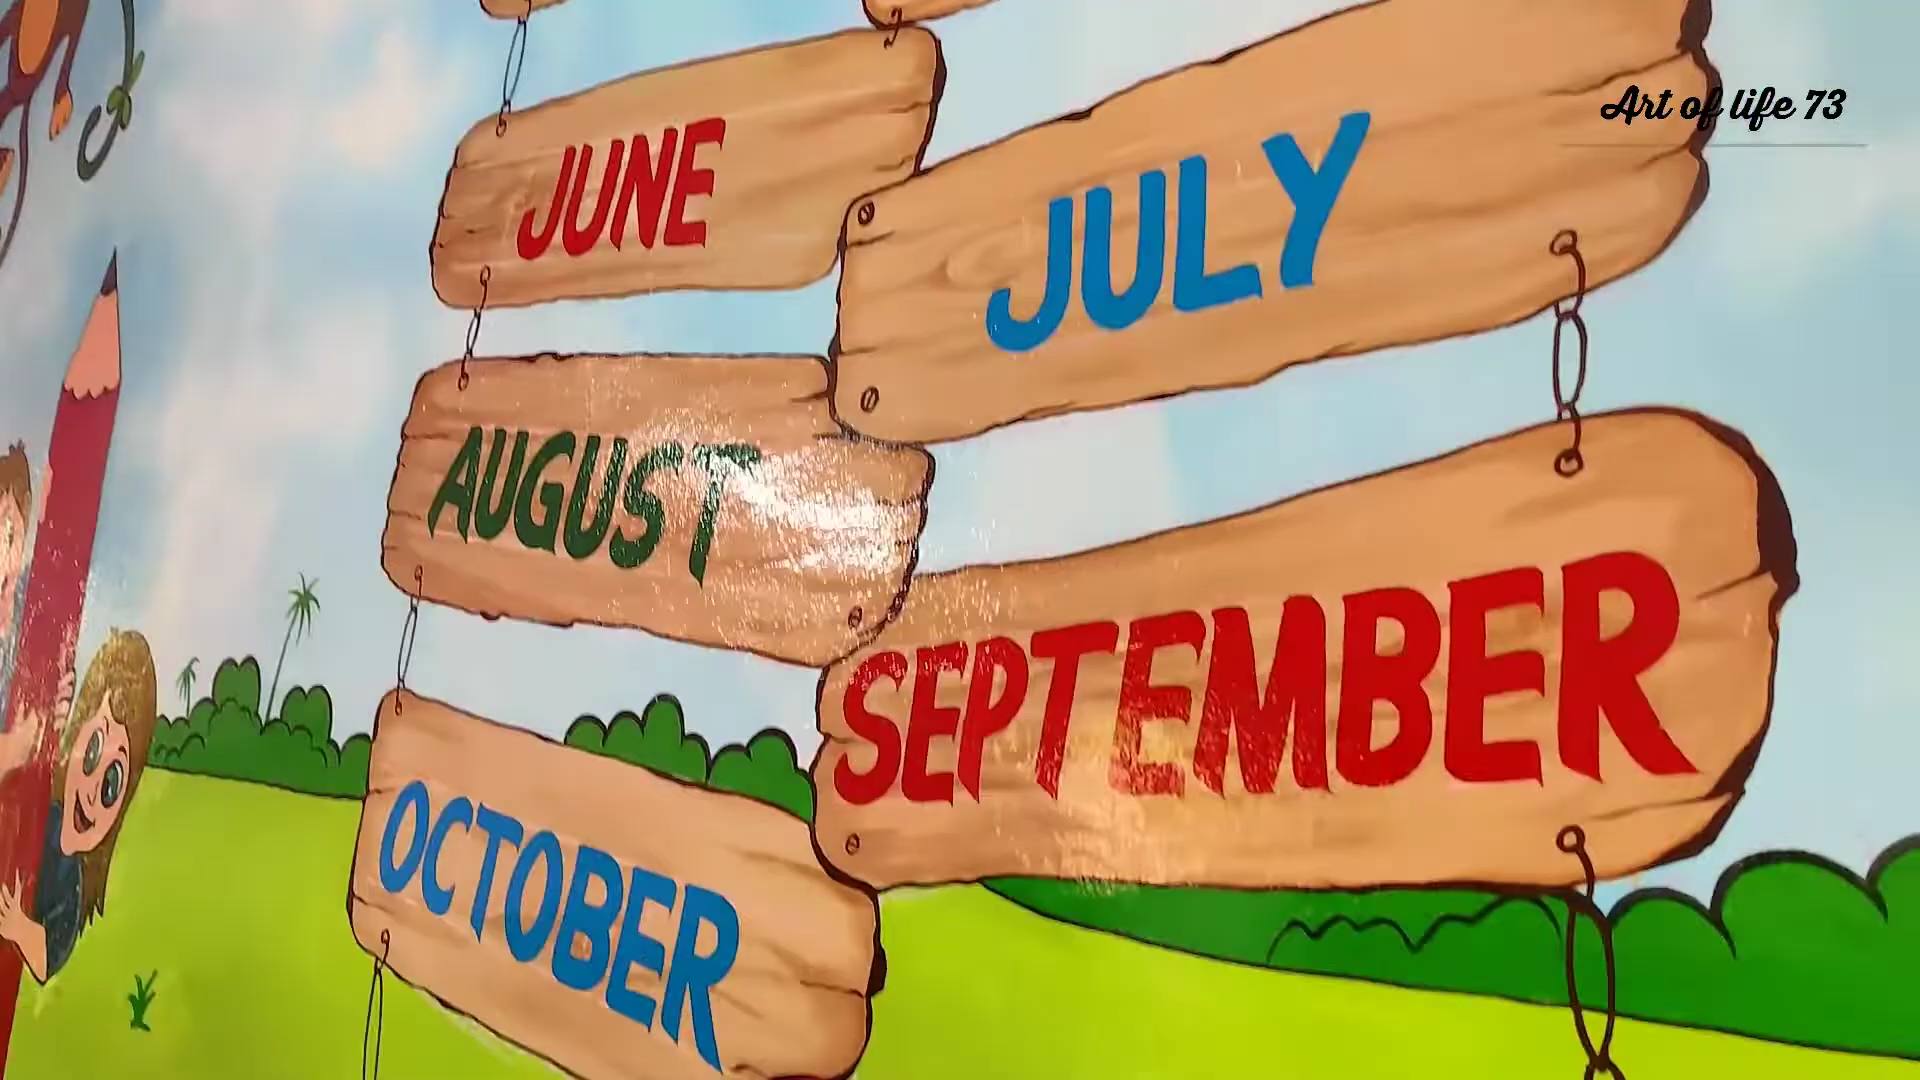 Art of life 73
JUNE
JULY
AUGUST
SEPTEMBER
OCTOBER